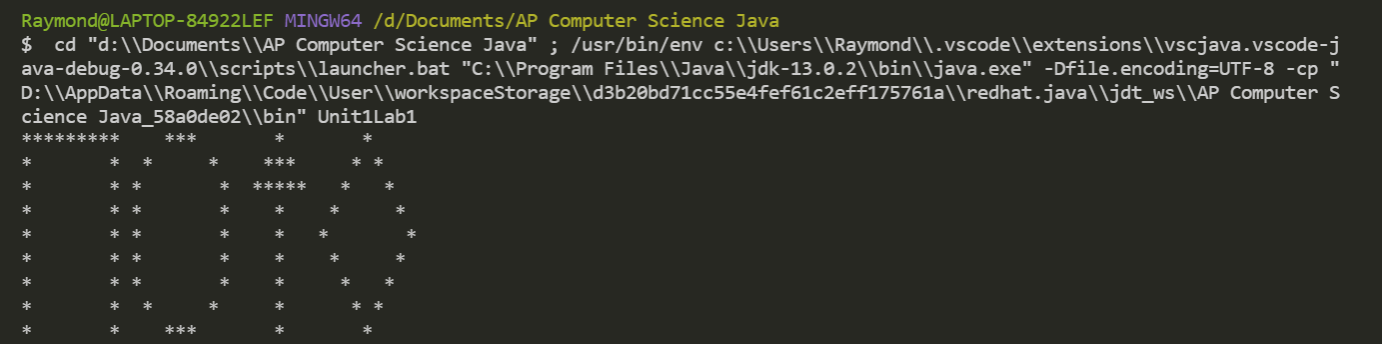 Raymond@LAPTOP-84922LEF MINGW64 /d/Documents/AP Computer Science Java
$  cd "d:\\Documents\\AP Computer Science Java" ; /usr/bin/env c:\\Users\\Raymond\\.vscode\\extensions\\vscjava.vscode-j
ava-debug-0.34.0\\scripts\\launcher.bat "C:\\Program Files\\Java\\jdk-13.0.2\\bin\\java.exe" -Dfile.encoding=UTF-8 -cp "
D:\\AppData\\Roaming\\Code\\User\\workspaceStorage\\d3b20bd71cc55e4fef61c2eff175761a\\redhat.java\\jdt_ws\\AP Computer S
cience Java_58a0de02\\bin" Unit1Lab1
*********    ***       *       *
*       *  *     *    ***     * *
*       * *       *  *****   *   *
*       * *       *    *    *     *
*       * *       *    *   *       *
*       * *       *    *    *     *
*       * *       *    *     *   *
*       *  *     *     *      * *
*       *    ***       *       *